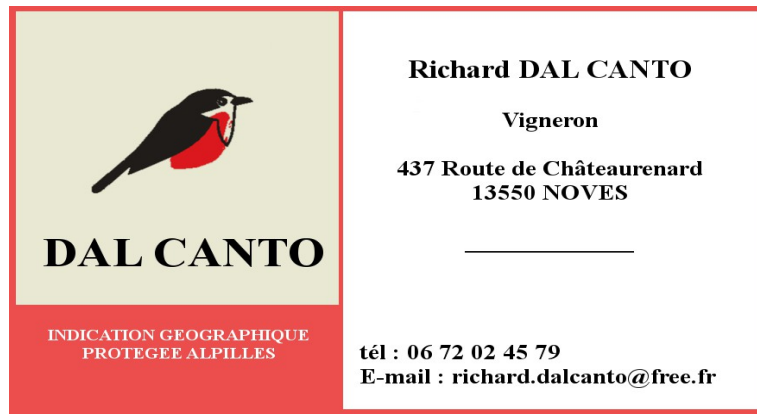 DAL CANTO
INDICATION GEOGRAPHIQUE
PROTEGEE ALPILLES
Richard DAL CANTO
Vigneron
437 Route de Châteaurenard
13550 NOVES
tél : 06 72 02 45 79
E-mail : richard.dalcanto@free.fr